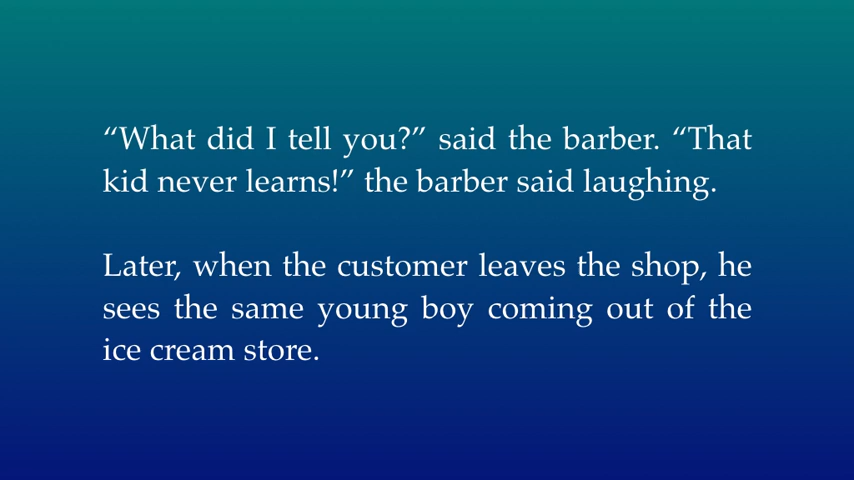 “What did I tell you?” said the barber. “That
kid never learns!” the barber said laughing.
Later, when the customer leaves the shop, he
sees the same young boy coming out of the
ice cream store.